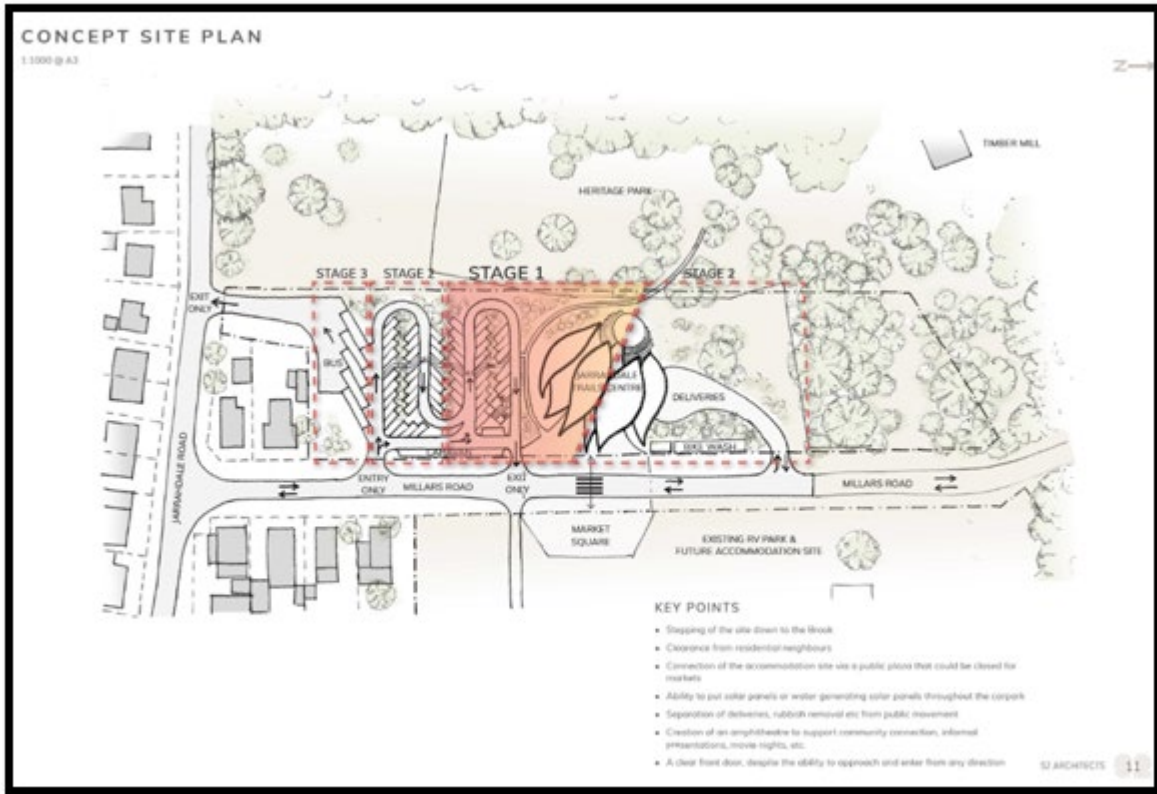 CONCEPT SITE PLAN
1:1000 @ A3
Z
TIMBER MILL
HERITAGE PARK
STAGE 3
STAGE 2
STAGE 1
STAGE 2
EXIT
ONLY
BUS
JARRAHDALE
TRAILS CENTRE
DELIVERIES
BIKE WASH
JARRAHDALE ROAD
ENTRY
ONLY
MILLARS ROAD
EXIT
ONLY
MILLARS ROAD
MARKET
SQUARE
EXISTING RV PARK &
FUTURE ACCOMMODATION SITE
KEY POINTS
• Stepping of the site down to the Brook
• Clearance from residential neighbours
• Connection of the accommodation site via a public plaza that could be closed for
markets
• Ability to put solar panels or water generating solar panels throughout the carpark
• Separation of deliveries, rubbish removal etc from public movement
• Creation of an amphitheatre to support community connection, informal
presentations, movie nights, etc.
• A clear front door, despite the ability to approach and enter from any direction
S2 ARCHITECTS 11